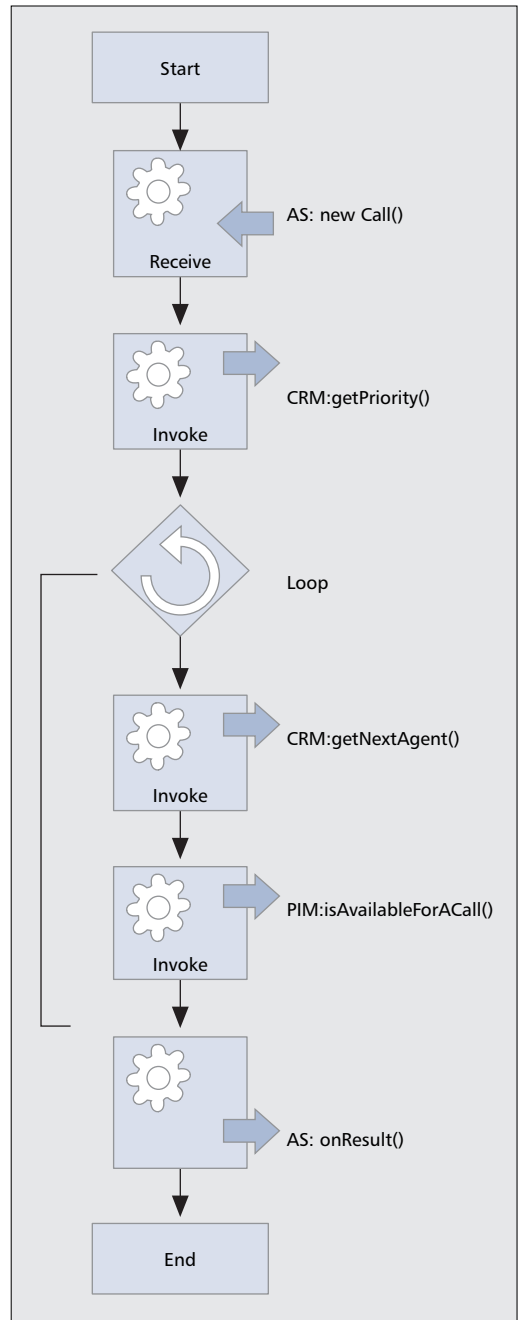 Start
AS: new Call()
Receive
CRM:getPriority()
Invoke
Loop
CRM:getNextAgent()
Invoke
PIM:isAvailableForACall()
Invoke
AS: onResult()
End